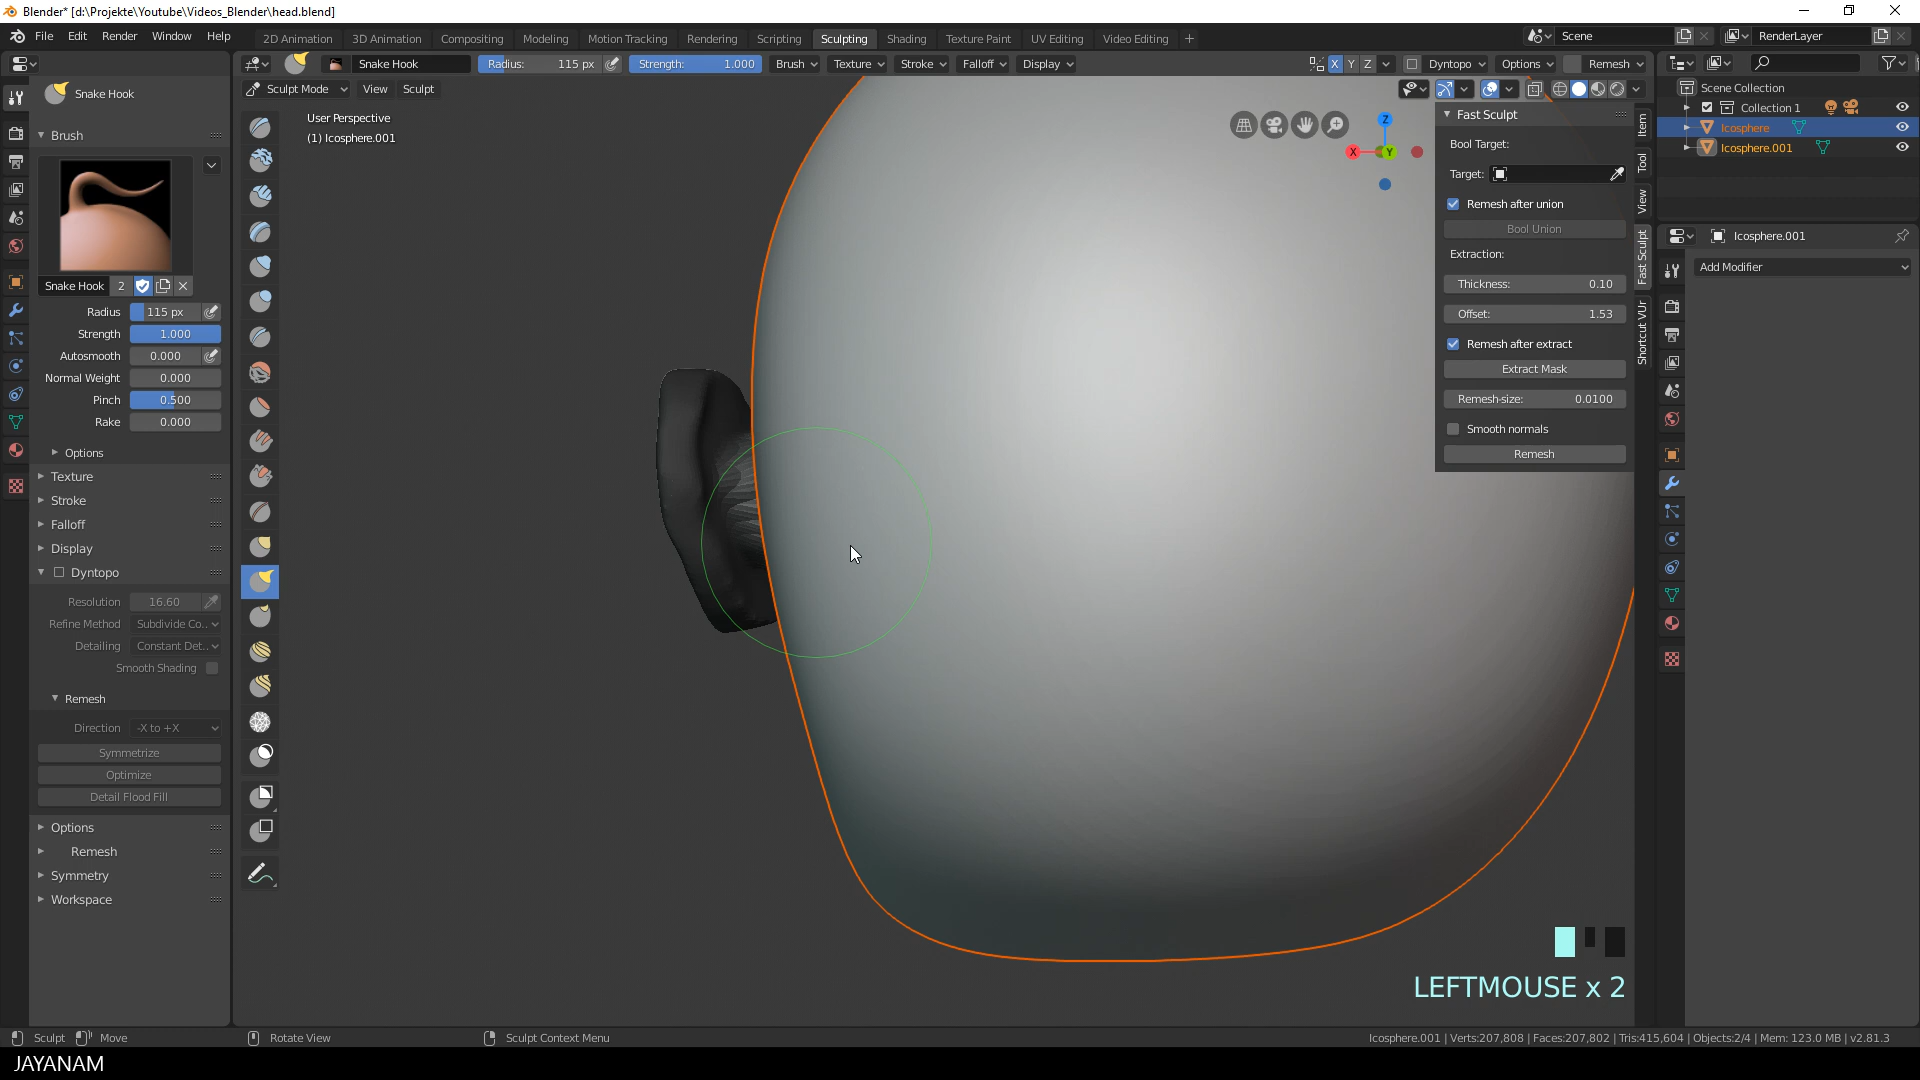 Blender* [d:\Projekte\Youtube\Videos_Blender\head.blend]
File Edit Render Window Help
2D Animation 3D Animation Compositing Modeling Motion Tracking Rendering Scripting Sculpting Shading Texture Paint UV Editing Video Editing +
Scene
RenderLayer
Snake Hook
Radius: 115 px
Strength: 1.000
Brush Texture Stroke Falloff Display
X Y Z
Dyntopo
Options
Remesh
Sculpt Mode View Sculpt
User Perspective
(1) Icosphere.001
Snake Hook
Brush
Snake Hook 2
Radius 115 px
Strength 1.000
Autosmooth 0.000
Normal Weight 0.000
Pinch 0.500
Rake 0.000
Options
Texture
Stroke
Falloff
Display
Dyntopo
Resolution 16.60
Refine Method Subdivide Co..
Detailing Constant Det..
Smooth Shading
Remesh
Direction -X to +X
Symmetrize
Optimize
Detail Flood Fill
Options
Remesh
Symmetry
Workspace
Z
X
Y
Fast Sculpt
Bool Target:
Target:
Remesh after union
Bool Union
Extraction:
Thickness: 0.10
Offset: 1.53
Remesh after extract
Extract Mask
Remesh-size: 0.0100
Smooth normals
Remesh
Item
Tool
View
Fast Sculpt
Shortcut VUr
Scene Collection
Collection 1
Icosphere
Icosphere.001
Icosphere.001
Add Modifier
LEFTMOUSE x 2
Sculpt Move Rotate View Sculpt Context Menu
Icosphere.001 | Verts:207,808 | Faces:207,802 | Tris:415,604 | Objects:2/4 | Mem: 123.0 MB | v2.81.3
JAYANAM